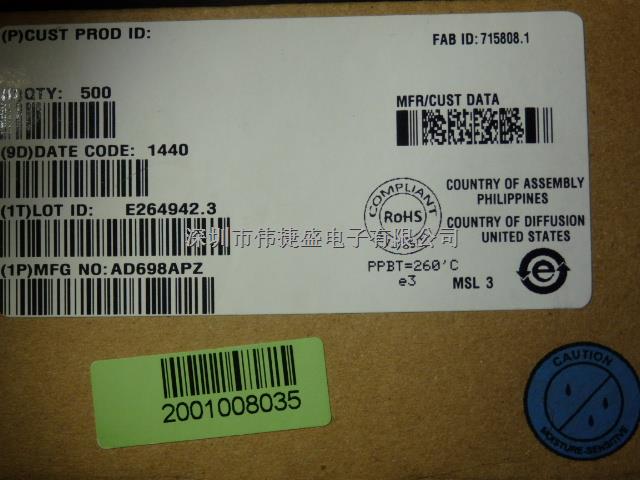 (P)CUST PROD ID:
FAB ID: 715808.1
QTY: 500
MFR/CUST DATA
(9D)DATE CODE: 1440
(1T)LOT ID: E264942.3
COUNTRY OF ASSEMBLY
PHILIPPINES
COUNTRY OF DIFFUSION
UNITED STATES
COMPLIANT
RoHS
深圳市伟捷盛电子有限公司
(1P)MFG NO: AD698APZ
PPBT=260'C
e3
MSL 3
e
2001008035
CAUTION
MOISTURE-SENSITIVE